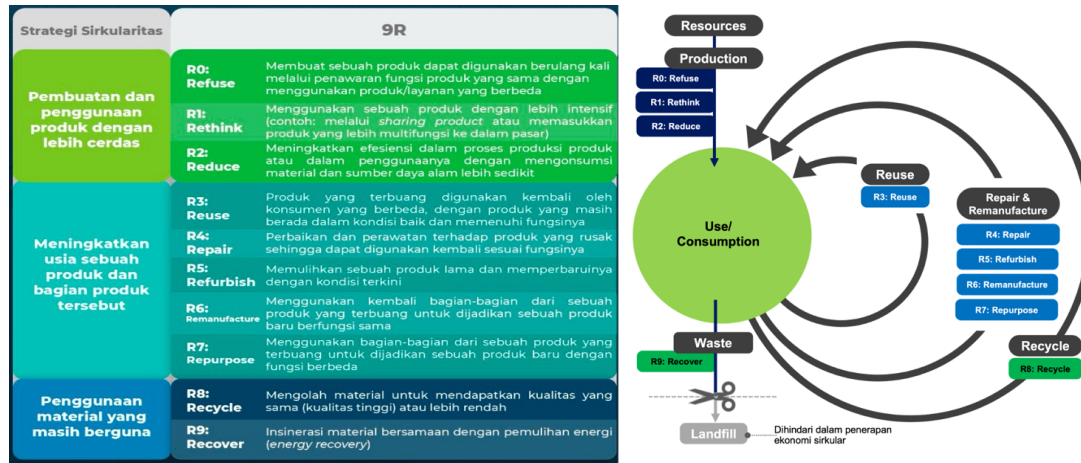 Strategi Sirkularitas
9R
Pembuatan dan
penggunaan
produk dengan
lebih cerdas
R0:
Refuse
Membuat sebuah produk dapat digunakan berulang kali
melalui penawaran fungsi produk yang sama dengan
menggunakan produk/layanan yang berbeda
R1:
Rethink
Menggunakan sebuah produk dengan lebih intensif
(contoh: melalui sharing product atau memasukkan
produk yang lebih multifungsi ke dalam pasar)
R2:
Reduce
Meningkatkan efesiensi dalam proses produksi produk
atau dalam penggunaanya dengan mengonsumsi
material dan sumber daya alam lebih sedikit
Meningkatkan
usia sebuah
produk dan
bagian produk
tersebut
R3:
Reuse
Produk yang terbuang digunakan kembali oleh
konsumen yang berbeda, dengan produk yang masih
berada dalam kondisi baik dan memenuhi fungsinya
R4:
Repair
Perbaikan dan perawatan terhadap produk yang rusak
sehingga dapat digunakan kembali sesuai fungsinya
R5:
Refurbish
Memulihkan sebuah produk lama dan memperbaruinya
dengan kondisi terkini
R6:
Remanufacture
Menggunakan kembali bagian-bagian dari sebuah
produk yang terbuang untuk dijadikan sebuah produk
baru berfungsi sama
R7:
Repurpose
Menggunakan bagian-bagian dari sebuah produk yang
terbuang untuk dijadikan sebuah produk baru dengan
fungsi berbeda
Penggunaan
material yang
masih berguna
R8:
Recycle
Mengolah material untuk mendapatkan kualitas yang
sama (kualitas tinggi) atau lebih rendah
R9:
Recover
Insinerasi material bersamaan dengan pemulihan energi
(energy recovery)
Resources
Production
R0: Refuse
R1: Rethink
R2: Reduce
Use/
Consumption
Reuse
R3: Reuse
Repair &
Remanufacture
R4: Repair
R5: Refurbish
R6: Remanufacture
R7: Repurpose
Recycle
R8: Recycle
Waste
R9: Recover
Landfill
Dihindari dalam penerapan
ekonomi sirkular